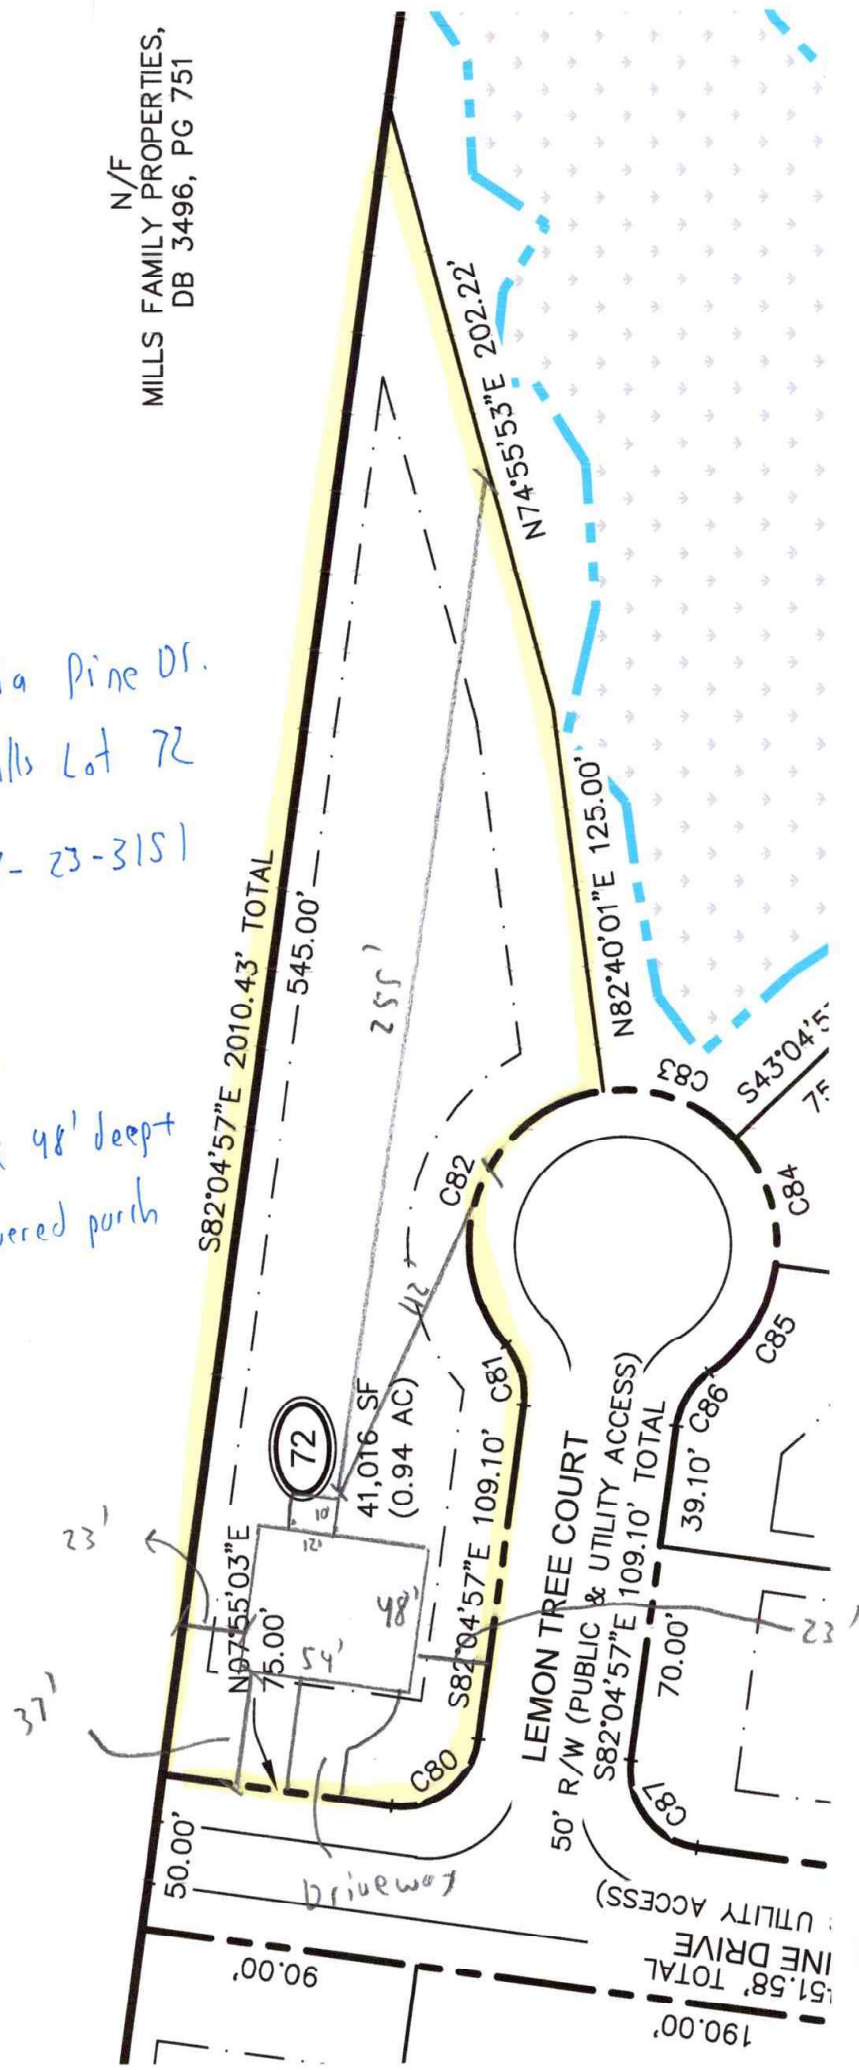 N/F
MILLS FAMILY PROPERTIES,
DB 3496, PG 751
Pine Dr.
Lot 72
23-3151
48' deep +
porch
S82°04'57"E 2010.43' TOTAL
545.00'
N74°55'53"E 202.22'
N82°40'01"E 125.00'
255'
C82
C83
S43°04'5
75
C84
C85
C86
C81
72
41,016 SF
(0.94 AC)
10'
12'
N07°55'03"E
75.00'
54'
48'
S82°04'57"E 109.10'
23'
23'
37'
C80
Driveway
LEMON TREE COURT
50' R/W (PUBLIC & UTILITY ACCESS)
S82°04'57"E 109.10' TOTAL
39.10'
70.00'
C87
50.00'
UTILITY ACCESS)
INE DRIVE
51.58' TOTAL
90.00'
190.00'